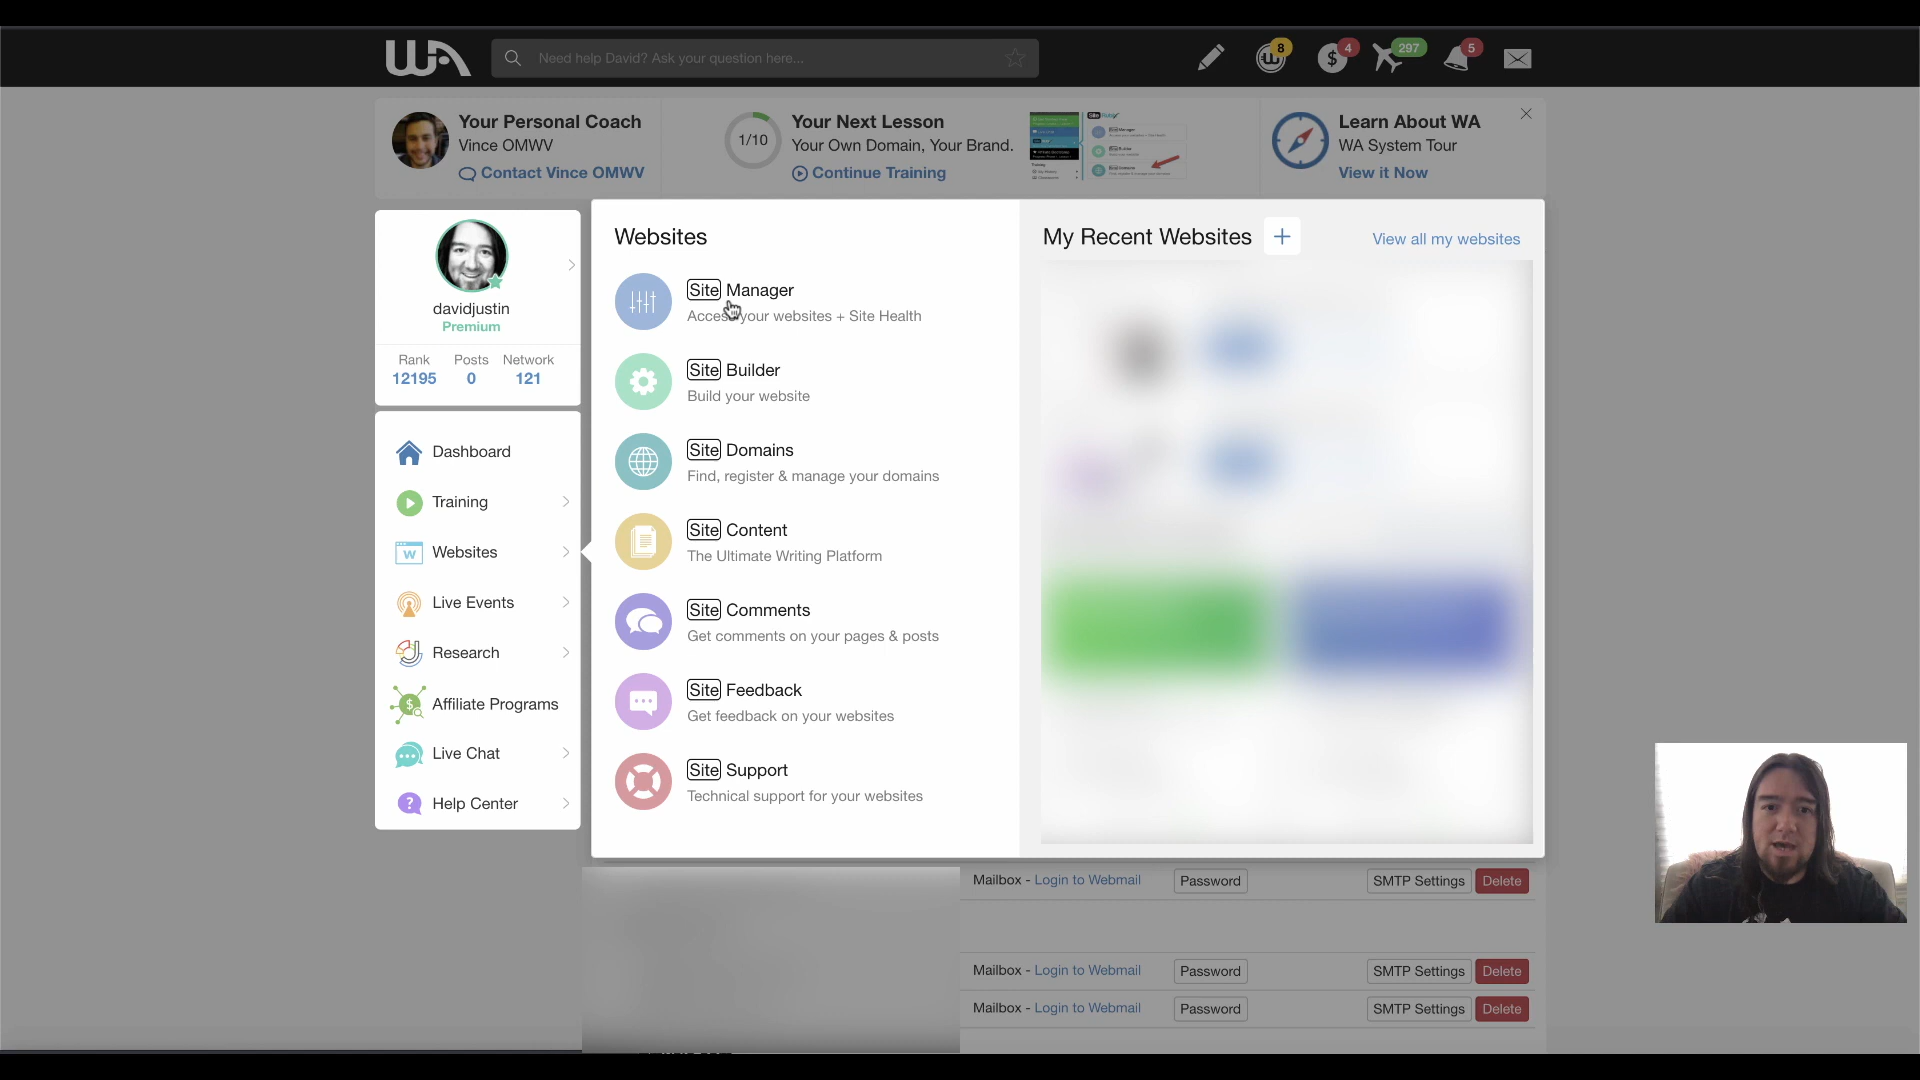 WA
Need help David? Ask your question here...
8
4
297
5
Your Personal Coach
Vince OMWV
Contact Vince OMWV
1/10
Your Next Lesson
Your Own Domain, Your Brand.
Continue Training
Learn About WA
WA System Tour
View it Now
davidjustin
Premium
Rank Posts Network
12195 0 121
Dashboard
Training
Websites
Live Events
Research
Affiliate Programs
Live Chat
Help Center
Websites
Site Manager
Access your websites + Site Health
Site Builder
Build your website
Site Domains
Find, register & manage your domains
Site Content
The Ultimate Writing Platform
Site Comments
Get comments on your pages & posts
Site Feedback
Get feedback on your websites
Site Support
Technical support for your websites
My Recent Websites +
View all my websites
Mailbox - Login to Webmail Password SMTP Settings Delete
Mailbox - Login to Webmail Password SMTP Settings Delete
Mailbox - Login to Webmail Password SMTP Settings Delete